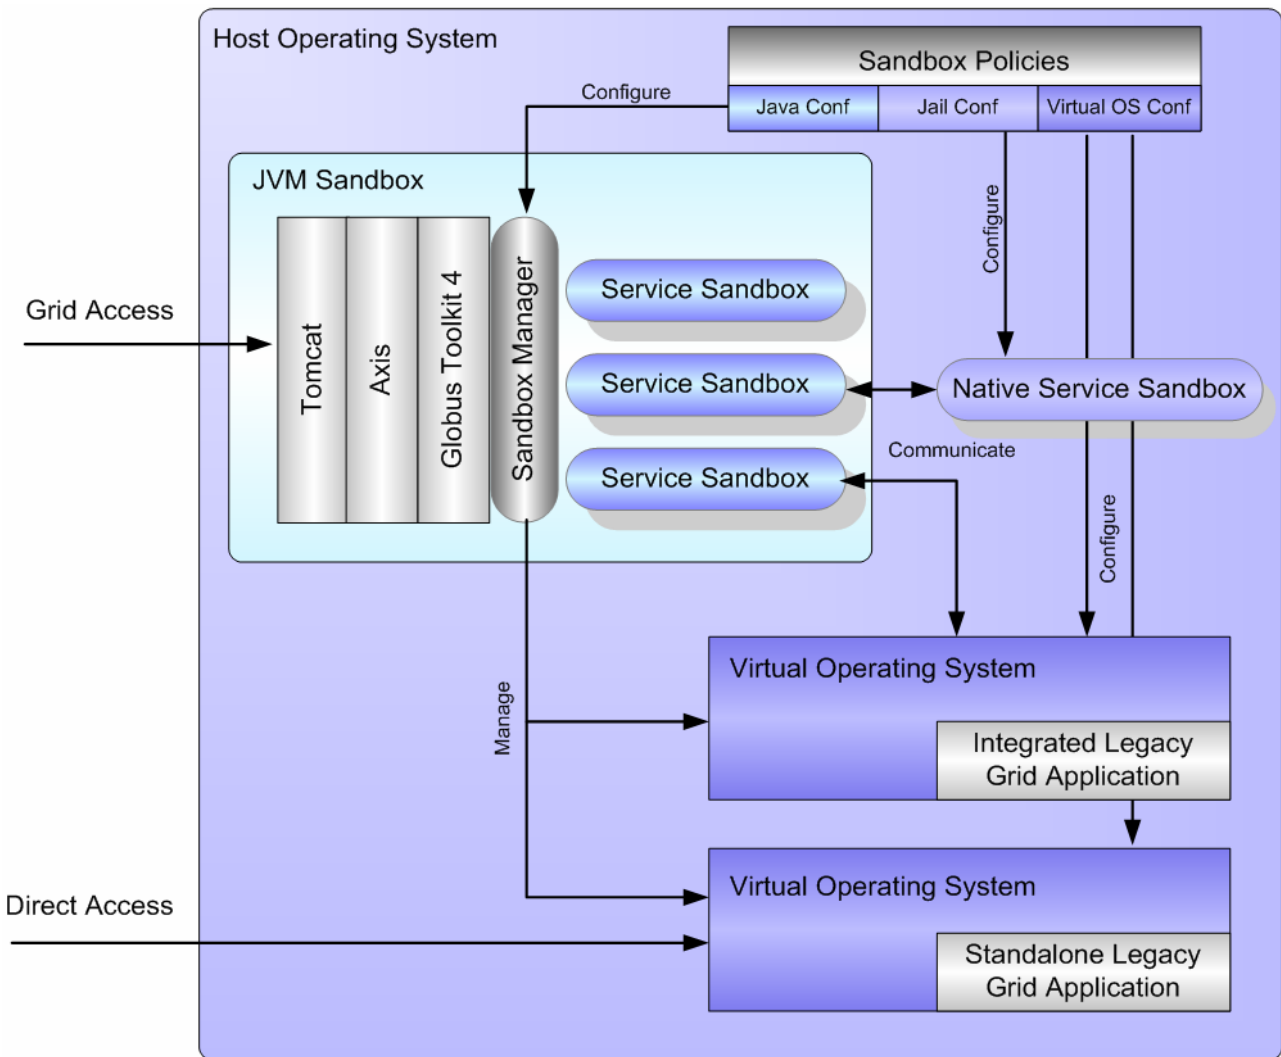 Host Operating System
Sandbox Policies
Configure
Java Conf
Jail Conf
Virtual OS Conf
JVM Sandbox
Configure
Grid Access
Tomcat
Axis
Globus Toolkit 4
Sandbox Manager
Service Sandbox
Service Sandbox
Native Service Sandbox
Communicate
Service Sandbox
Configure
Manage
Virtual Operating System
Integrated Legacy
Grid Application
Direct Access
Virtual Operating System
Standalone Legacy
Grid Application